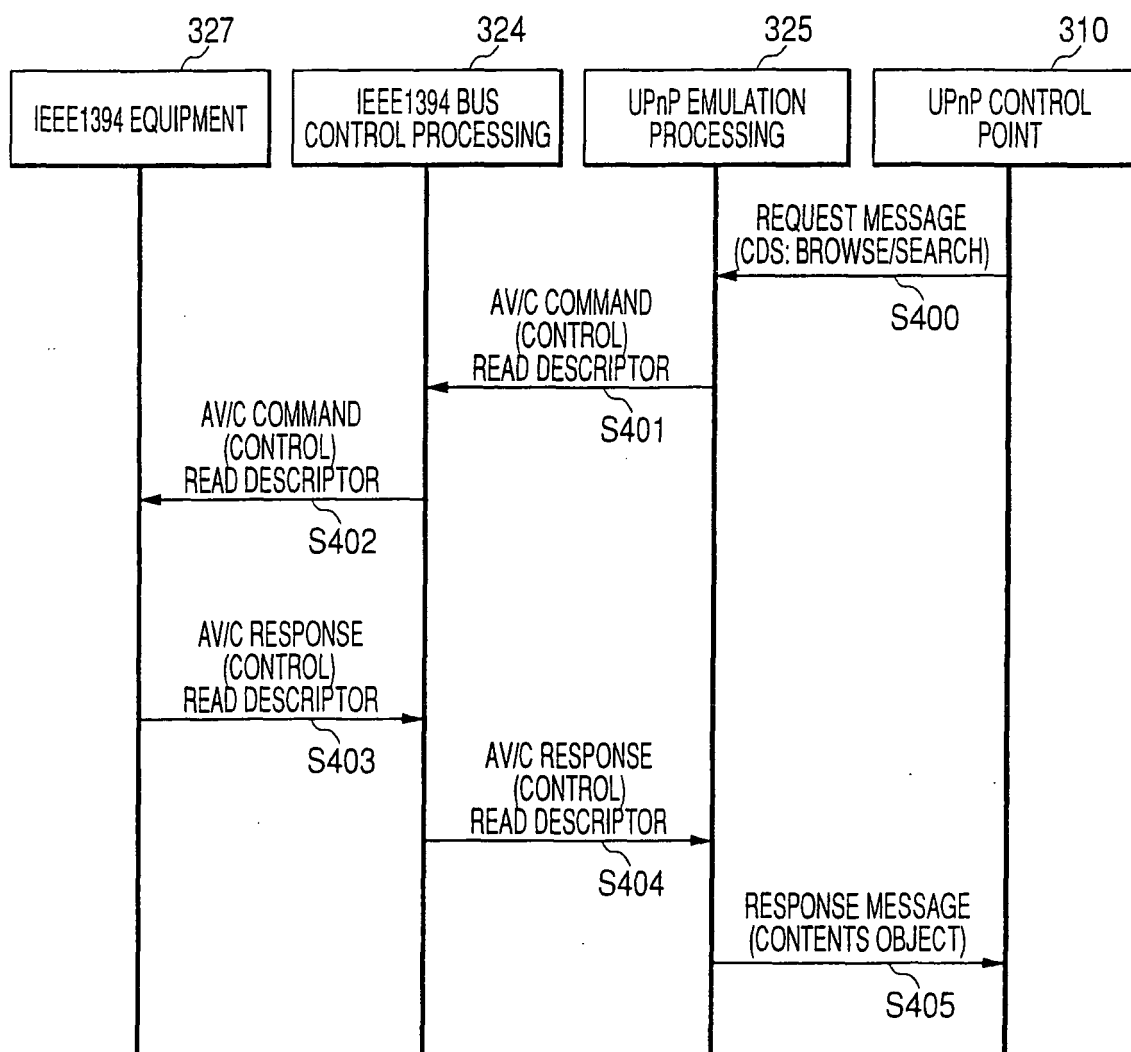 327
324
325
310
IEEE1394 EQUIPMENT
IEEE1394 BUS
CONTROL PROCESSING
UPnP EMULATION
PROCESSING
UPnP CONTROL
POINT
REQUEST MESSAGE
(CDS: BROWSE/SEARCH)
S400
AV/C COMMAND
(CONTROL)
READ DESCRIPTOR
S401
AV/C COMMAND
(CONTROL)
READ DESCRIPTOR
S402
AV/C RESPONSE
(CONTROL)
READ DESCRIPTOR
S403
AV/C RESPONSE
(CONTROL)
READ DESCRIPTOR
S404
RESPONSE MESSAGE
(CONTENTS OBJECT)
S405